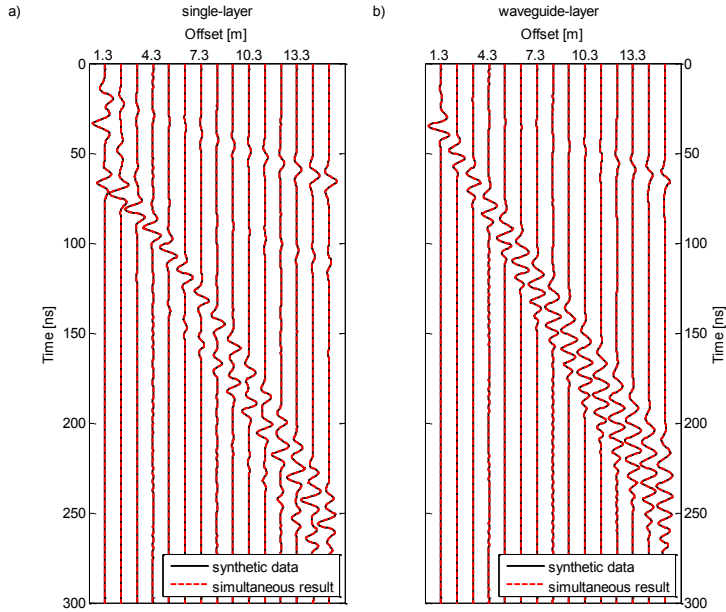 a) single-layer
Offset [m]
1.3 4.3 7.3 10.3 13.3
0
50
100
150
200
250
300
Time [ns]
synthetic data
simultaneous result
b) waveguide-layer
Offset [m]
1.3 4.3 7.3 10.3 13.3
0
50
100
150
200
250
300
Time [ns]
synthetic data
simultaneous result